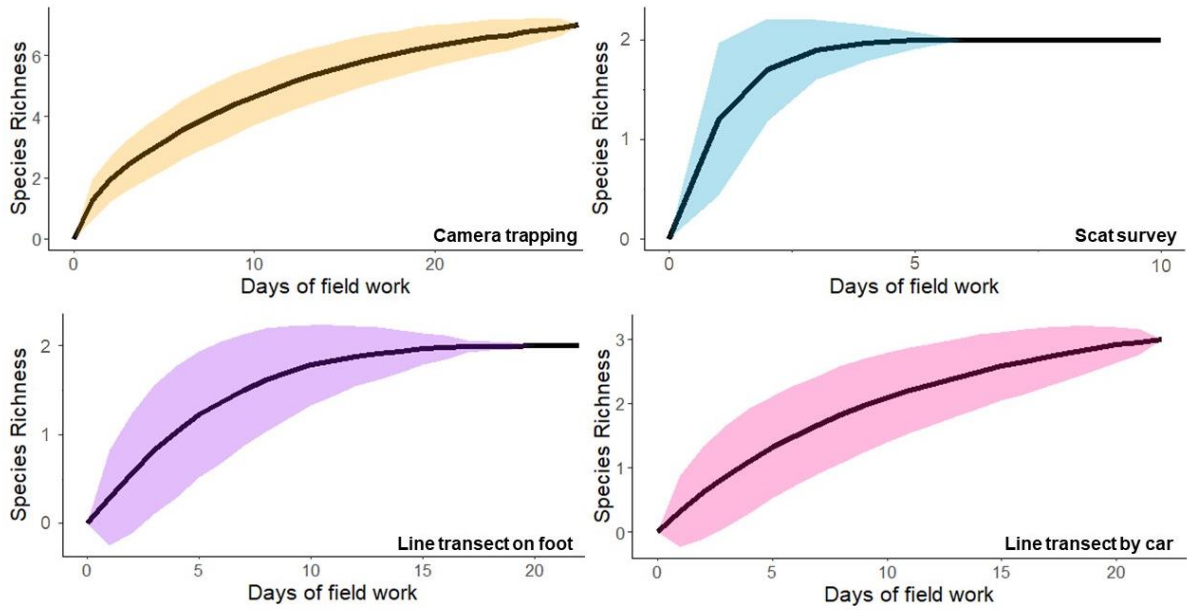 Species Richness
6
4
2
0
Camera trapping
0
10
20
Days of field work
Species Richness
2
1
0
Scat survey
0
5
10
Days of field work
Species Richness
2
1
0
Line transect on foot
0
5
10
15
20
Days of field work
Species Richness
3
2
1
0
Line transect by car
0
5
10
15
20
Days of field work